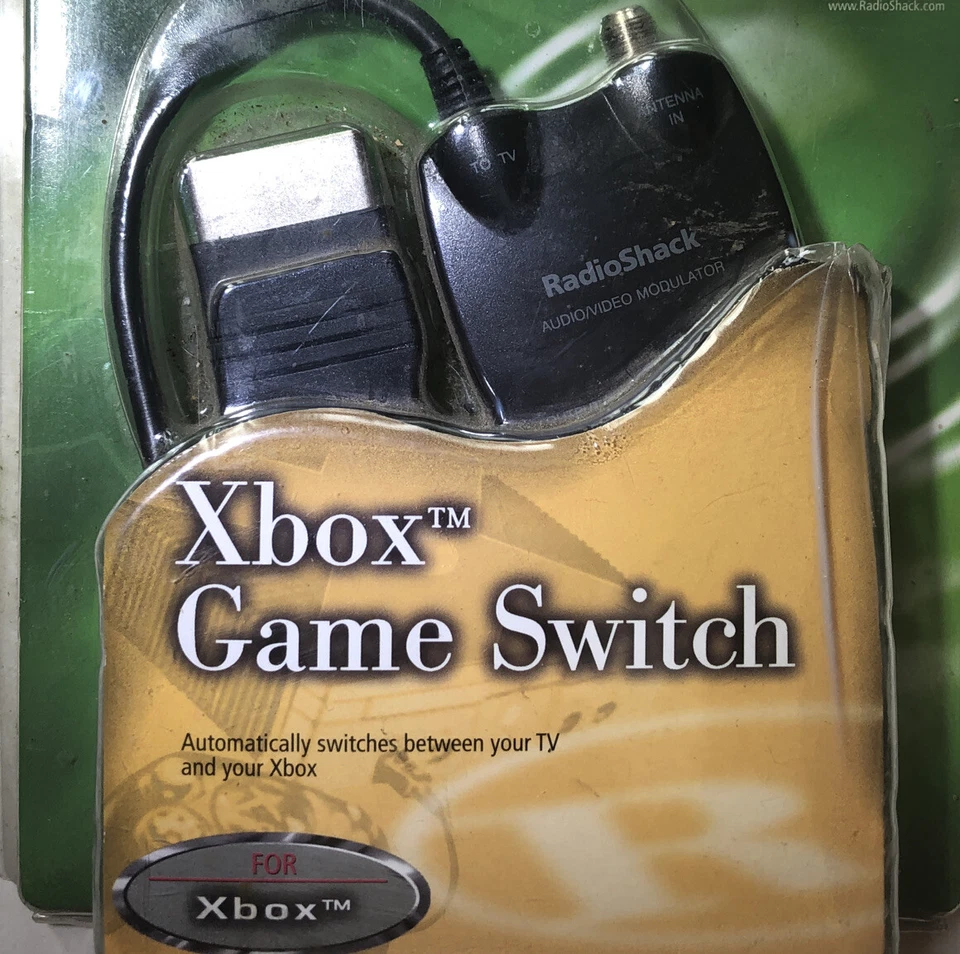 www.RadioShack.com
ANTENNA
IN
TO TV
RadioShack
AUDIO/VIDEO MODULATOR
Xbox™
Game Switch
Automatically switches between your TV
and your Xbox
FOR
Xbox™